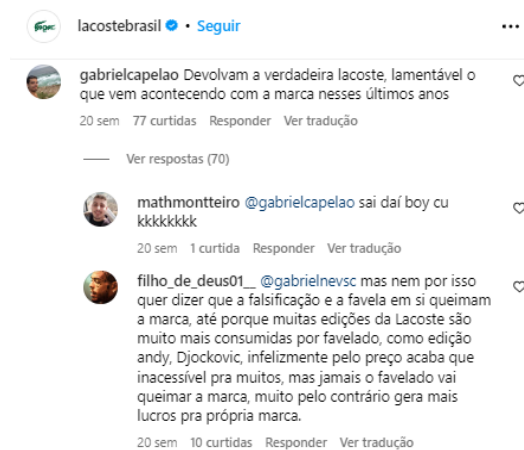 lacostebrasil • Seguir
gabrielcapelao Devolvam a verdadeira lacoste, lamentável o
que vem acontecendo com a marca nesses últimos anos
20 sem 77 curtidas Responder Ver tradução
Ver respostas (70)
mathmontteiro @gabrielcapelao sai daí boy cu
kkkkkkkk
20 sem 1 curtida Responder Ver tradução
filho_de_deus01__ @gabrielnevsc mas nem por isso
quer dizer que a falsificação e a favela em si queimam
a marca, até porque muitas edições da Lacoste são
muito mais consumidas por favelado, como edição
andy, Djockovic, infelizmente pelo preço acaba que
inacessível pra muitos, mas jamais o favelado vai
queimar a marca, muito pelo contrário gera mais
lucros pra própria marca.
20 sem 10 curtidas Responder Ver tradução